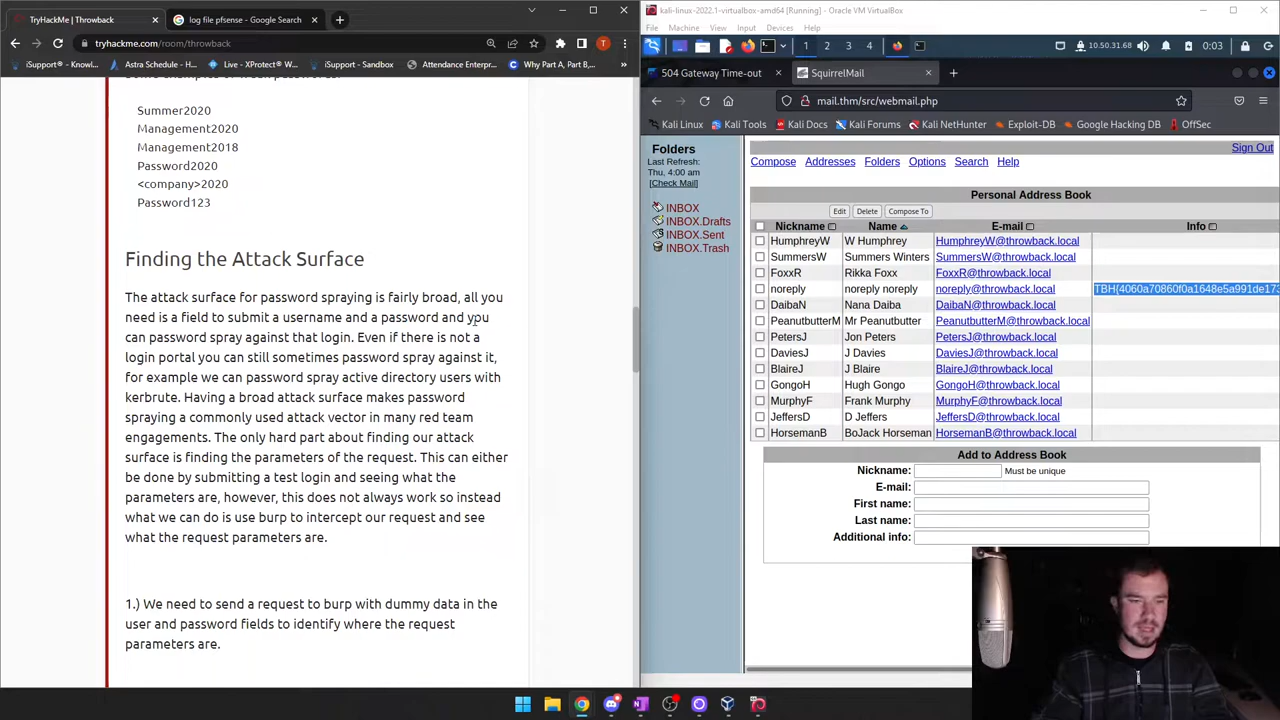 TryHackMe | Throwback
log file pfsense - Google Search
tryhackme.com/room/throwback
iSupport® - Knowl...
Astra Schedule - H...
Live - XProtect® W...
iSupport - Sandbox
Attendance Enterpr...
Why Part A, Part B,...
Summer2020
Management2020
Management2018
Password2020
<company>2020
Password123
Finding the Attack Surface
The attack surface for password spraying is fairly broad, all you
need is a field to submit a username and a password and you
can password spray against that login. Even if there is not a
login portal you can still sometimes password spray against it,
for example we can password spray active directory users with
kerbrute. Having a broad attack surface makes password
spraying a commonly used attack vector in many red team
engagements. The only hard part about finding our attack
surface is finding the parameters of the request. This can either
be done by submitting a test login and seeing what the
parameters are, however, this does not always work so instead
what we can do is use burp to intercept our request and see
what the request parameters are.
1.) We need to send a request to burp with dummy data in the
user and password fields to identify where the request
parameters are.
kali-linux-2022.1-virtualbox-amd64 [Running] - Oracle VM VirtualBox
File Machine View Input Devices Help
1 2 3 4
10.50.31.68
0:03
504 Gateway Time-out
SquirrelMail
mail.thm/src/webmail.php
Kali Linux
Kali Tools
Kali Docs
Kali Forums
Kali NetHunter
Exploit-DB
Google Hacking DB
OffSec
Folders
Last Refresh:
Thu, 4:00 am
[Check Mail]
INBOX
INBOX.Drafts
INBOX.Sent
INBOX.Trash
Sign Out
Compose Addresses Folders Options Search Help
Personal Address Book
Edit Delete Compose To
Nickname Name E-mail Info
HumphreyW W Humphrey HumphreyW@throwback.local
SummersW Summers Winters SummersW@throwback.local
FoxxR Rikka Foxx FoxxR@throwback.local
noreply noreply noreply noreply@throwback.local TBH{4060a70860f0a1648e5a991de173
DaibaN Nana Daiba DaibaN@throwback.local
PeanutbutterM Mr Peanutbutter PeanutbutterM@throwback.local
PetersJ Jon Peters PetersJ@throwback.local
DaviesJ J Davies DaviesJ@throwback.local
BlaireJ J Blaire BlaireJ@throwback.local
GongoH Hugh Gongo GongoH@throwback.local
MurphyF Frank Murphy MurphyF@throwback.local
JeffersD D Jeffers JeffersD@throwback.local
HorsemanB BoJack Horseman HorsemanB@throwback.local
Add to Address Book
Nickname: Must be unique
E-mail:
First name:
Last name:
Additional info: